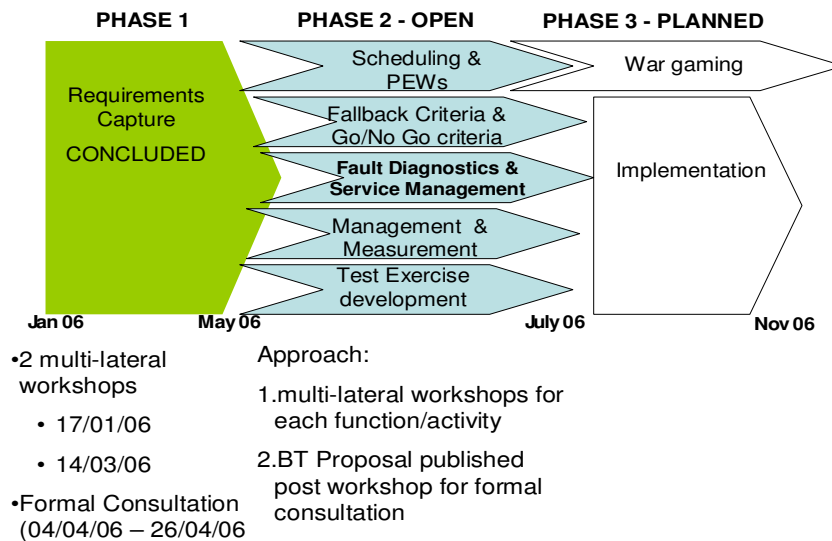 PHASE 1
PHASE 2 - OPEN
PHASE 3 - PLANNED
Requirements
Capture
CONCLUDED
Scheduling &
PEWs
Fallback Criteria &
Go/No Go criteria
Fault Diagnostics &
Service Management
Management &
Measurement
Test Exercise
development
War gaming
Implementation
Jan 06
May 06
July 06
Nov 06
•2 multi-lateral
workshops
• 17/01/06
• 14/03/06
•Formal Consultation
(04/04/06 – 26/04/06
Approach:
1.multi-lateral workshops for
each function/activity
2.BT Proposal published
post workshop for formal
consultation